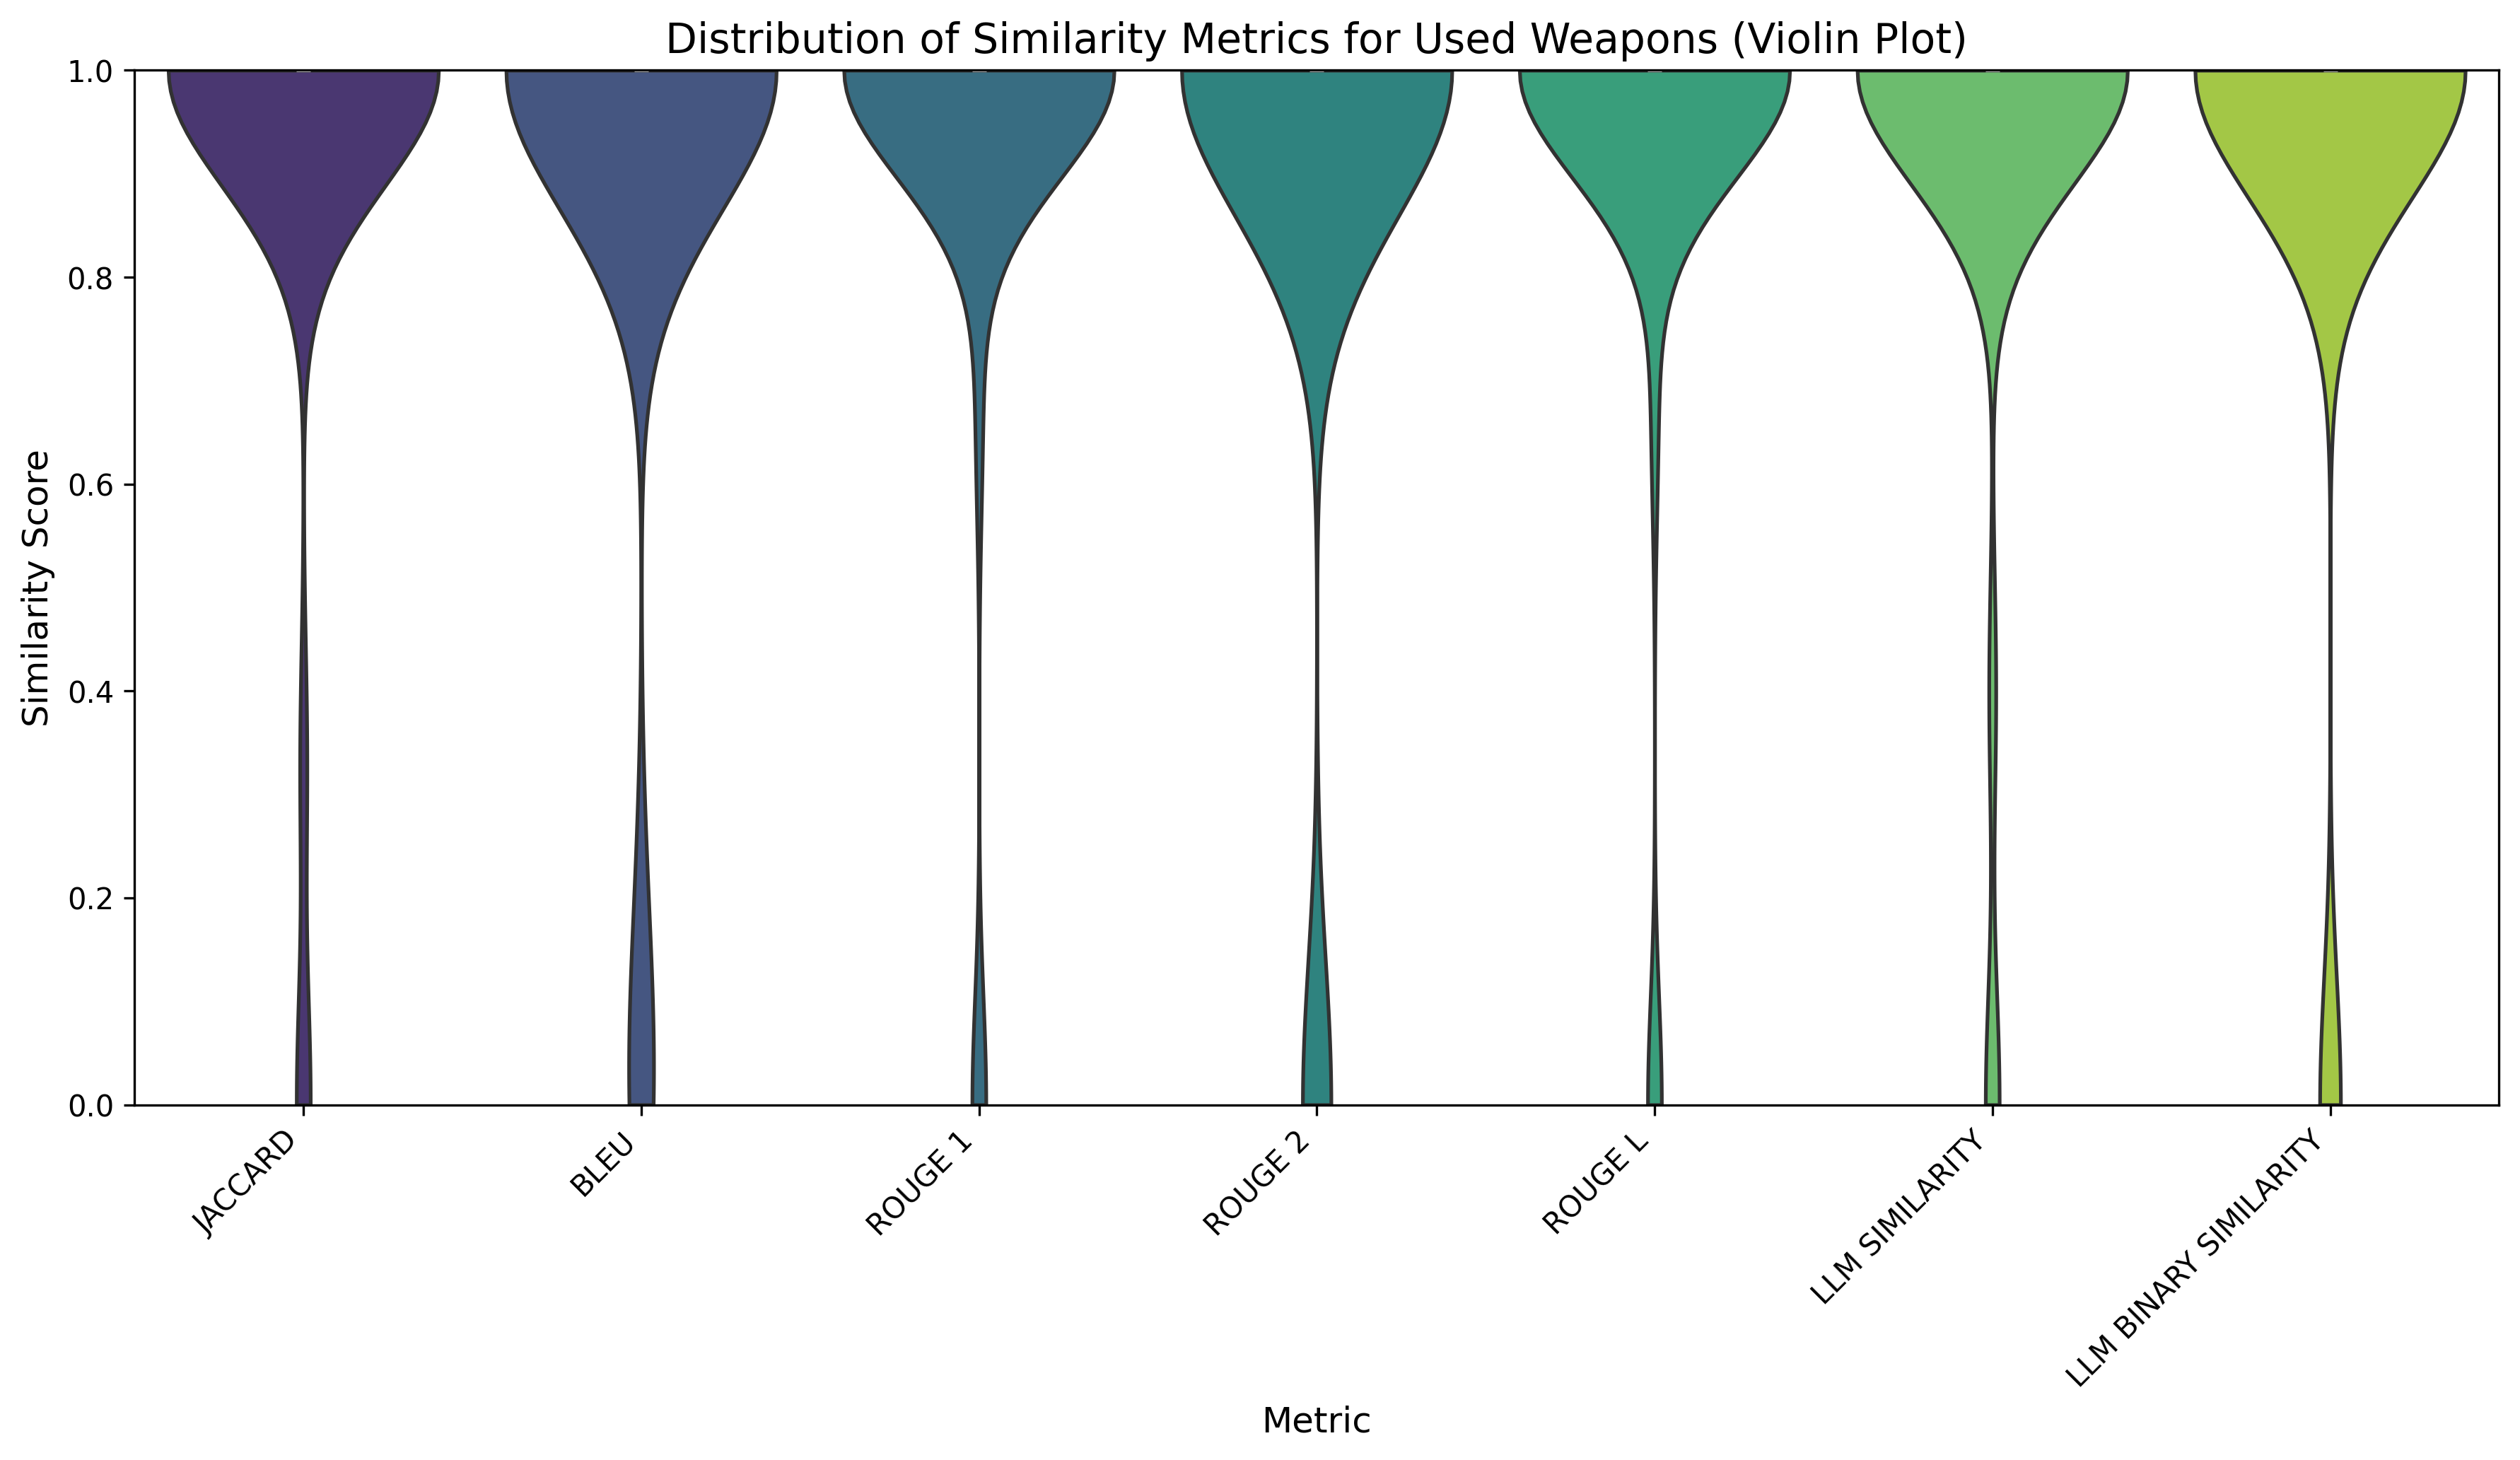 Distribution of Similarity Metrics for Used Weapons (Violin Plot)
1.0
0.8
0.6
0.4
0.2
0.0
Similarity Score
JACCARD
BLEU
ROUGE 1
ROUGE 2
ROUGE L
LLM SIMILARITY
LLM BINARY SIMILARITY
Metric